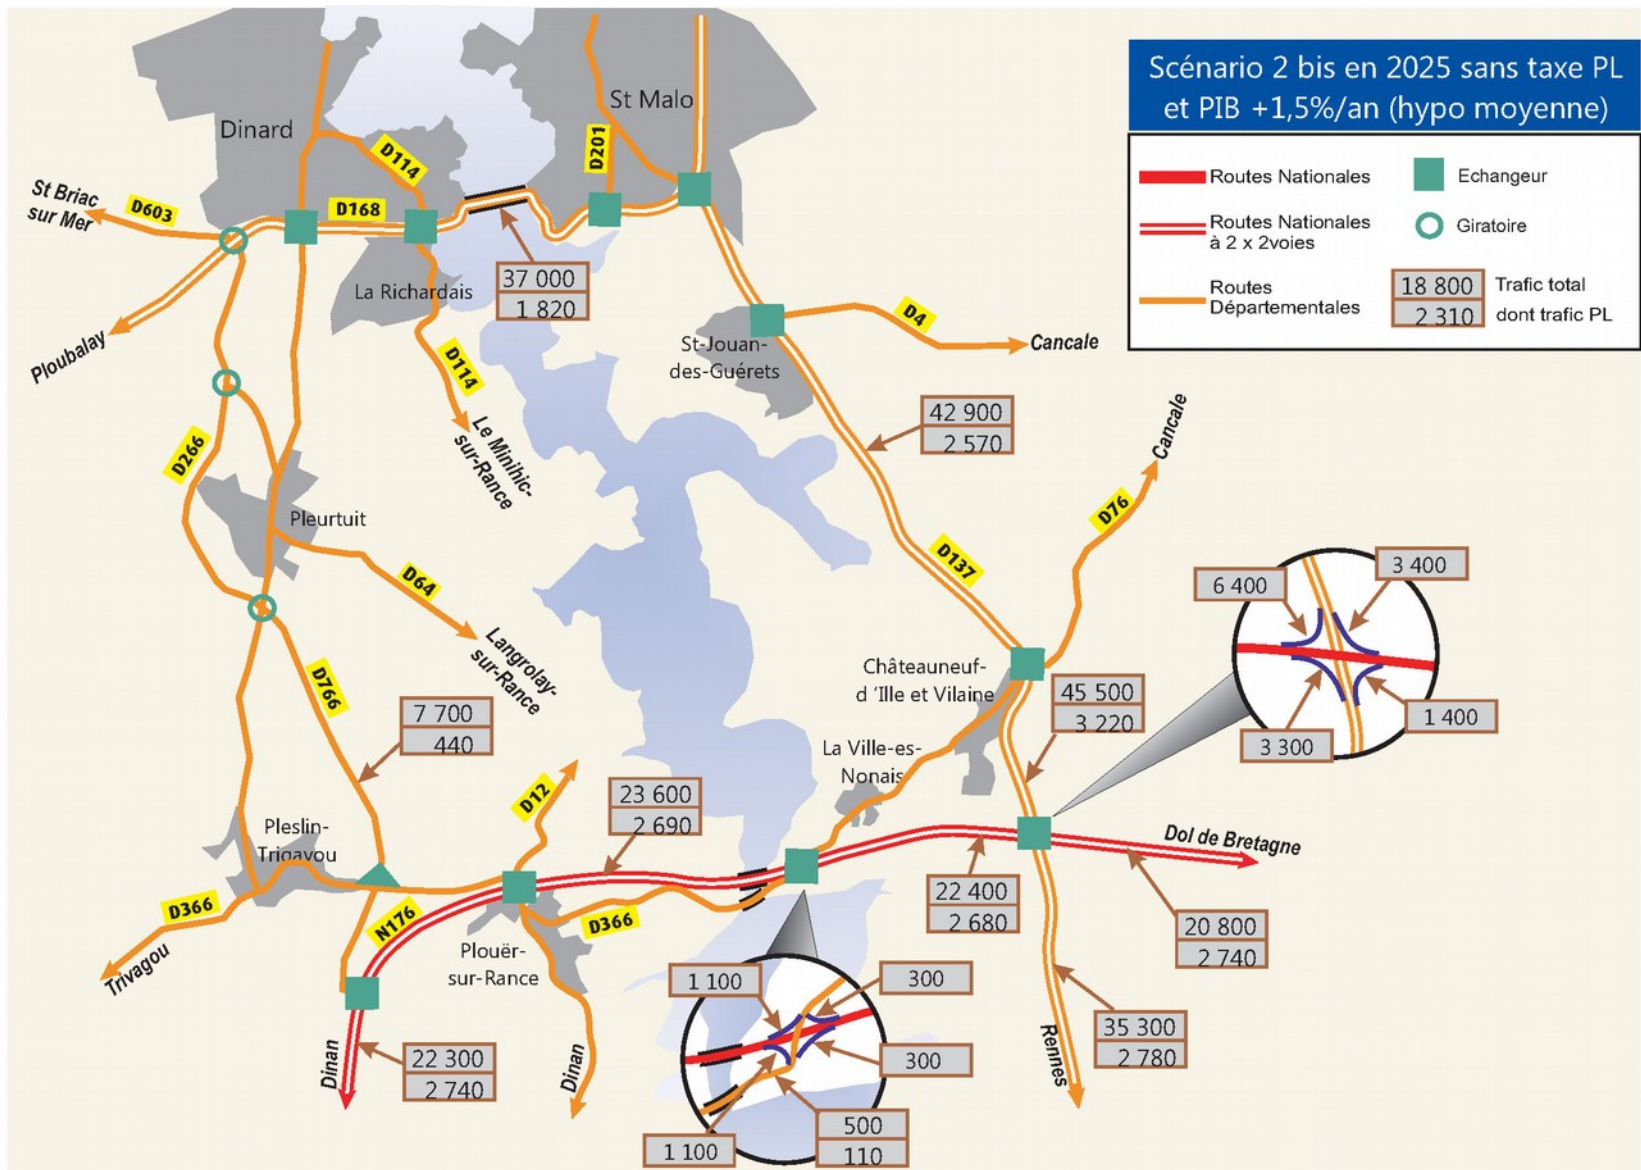 Scénario 2 bis en 2025 sans taxe PL
et PIB +1,5%/an (hypo moyenne)
Routes Nationales
Echangeur
Routes Nationales
à 2 x 2voies
Giratoire
Routes
Départementales
18 800
2 310
Trafic total
dont trafic PL
St Malo
Dinard
D201
D114
St Briac
sur Mer
D603
D168
La Richardais
37 000
1 820
Ploubalay
D114
Le Minihic-
sur-Rance
St-Jouan-
des-Guérets
D4
Cancale
42 900
2 570
Cancale
D76
D266
Pleurtuit
D64
Langrolay-
sur-Rance
D137
6 400
3 400
3 300
1 400
D766
7 700
440
Châteauneuf-
d 'Ille et Vilaine
45 500
3 220
La Ville-es-
Nonais
D12
23 600
2 690
Pleslin-
Trigavou
Dol de Bretagne
D366
Trivagou
N176
D366
22 400
2 680
20 800
2 740
Plouër-
sur-Rance
1 100
300
300
35 300
2 780
Rennes
Dinan
22 300
2 740
Dinan
1 100
500
110